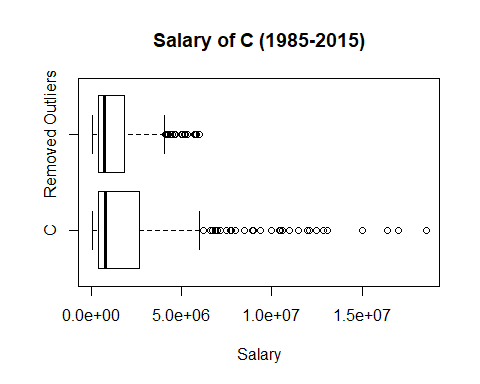 Salary of C (1985-2015)
Removed Outliers
C
0.0e+00 5.0e+06 1.0e+07 1.5e+07
Salary